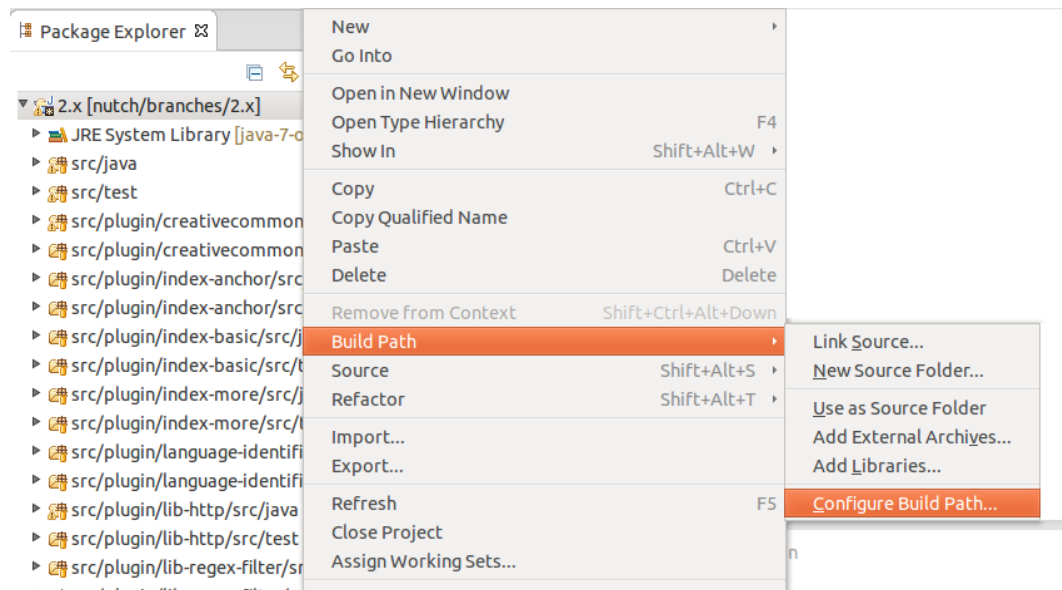 Package Explorer
2.x [nutch/branches/2.x]
JRE System Library [java-7-o
src/java
src/test
src/plugin/creativecommon
src/plugin/creativecommon
src/plugin/index-anchor/src
src/plugin/index-anchor/src
src/plugin/index-basic/src/j
src/plugin/index-basic/src/t
src/plugin/index-more/src/j
src/plugin/index-more/src/t
src/plugin/language-identifi
src/plugin/language-identifi
src/plugin/lib-http/src/java
src/plugin/lib-http/src/test
src/plugin/lib-regex-filter/sr
New
Go Into
Open in New Window
Open Type Hierarchy F4
Show In Shift+Alt+W
Copy Ctrl+C
Copy Qualified Name
Paste Ctrl+V
Delete Delete
Remove from Context Shift+Ctrl+Alt+Down
Build Path
Source Shift+Alt+S
Refactor Shift+Alt+T
Import...
Export...
Refresh F5
Close Project
Assign Working Sets...
Link Source...
New Source Folder...
Use as Source Folder
Add External Archives...
Add Libraries...
Configure Build Path...
n